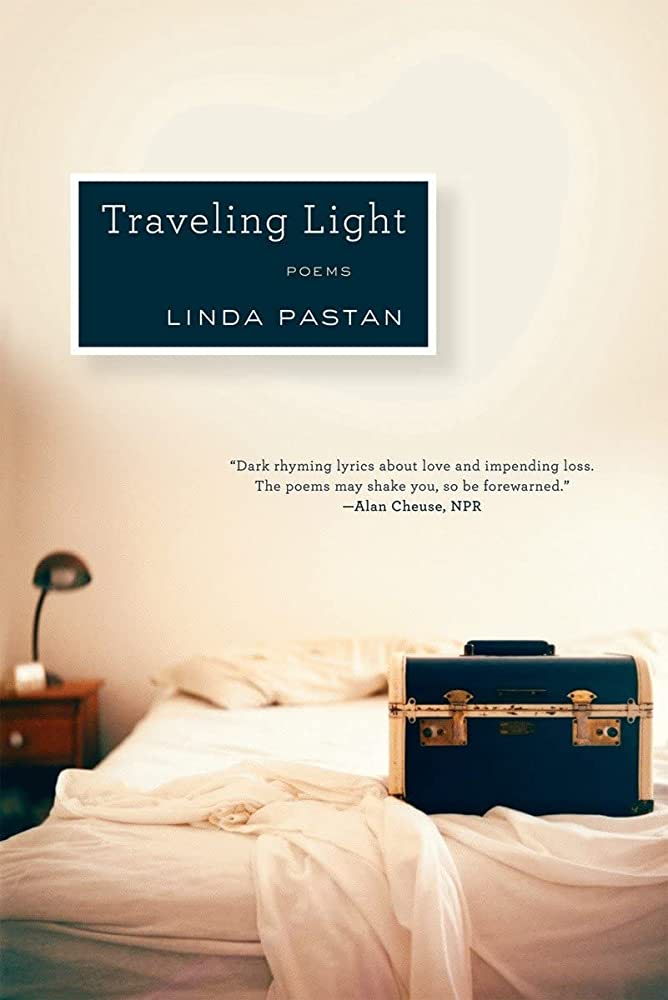 Traveling Light
POEMS
LINDA PASTAN
“Dark rhyming lyrics about love and impending loss.
The poems may shake you, so be forewarned.”
—Alan Cheuse, NPR